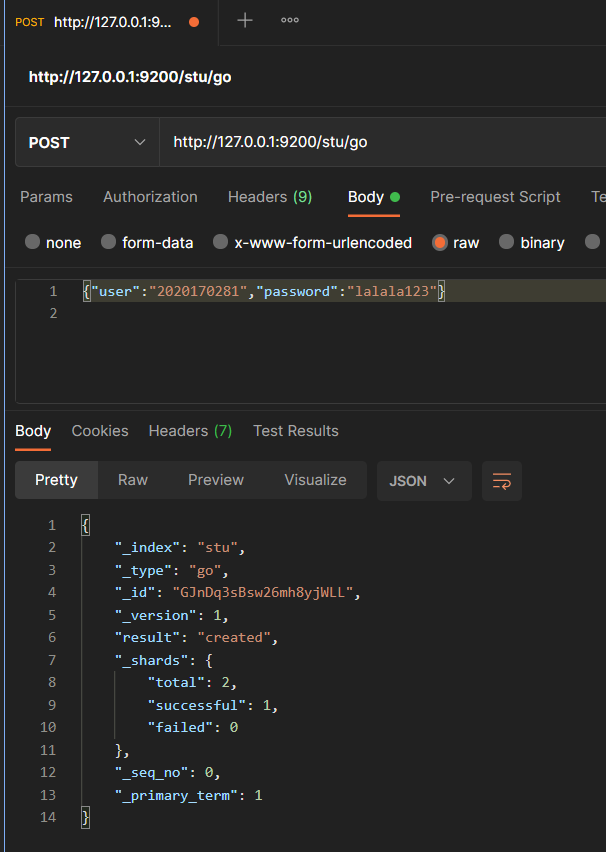 POST http://127.0.0.1:9...
http://127.0.0.1:9200/stu/go
POST http://127.0.0.1:9200/stu/go
Params Authorization Headers (9) Body Pre-request Script Te
none form-data x-www-form-urlencoded raw binary
1 {"user":"2020170281","password":"lalala123"}
2
Body Cookies Headers (7) Test Results
Pretty Raw Preview Visualize JSON
1 {
2 "_index": "stu",
3 "_type": "go",
4 "_id": "GJnDq3sBsw26mh8yjWLL",
5 "_version": 1,
6 "result": "created",
7 "_shards": {
8 "total": 2,
9 "successful": 1,
10 "failed": 0
11 },
12 "_seq_no": 0,
13 "_primary_term": 1
14 }